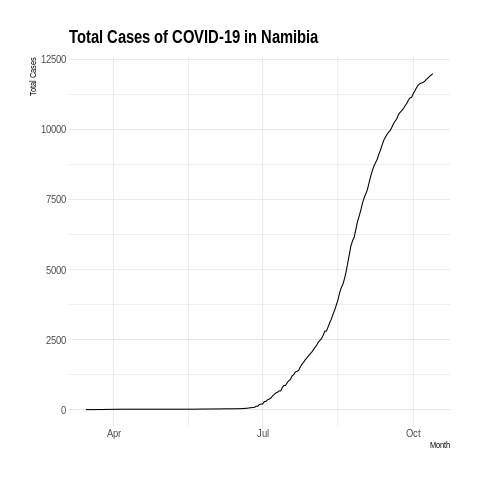 Total Cases of COVID-19 in Namibia
Total Cases
12500
10000
7500
5000
2500
0
Apr
Jul
Oct
Month